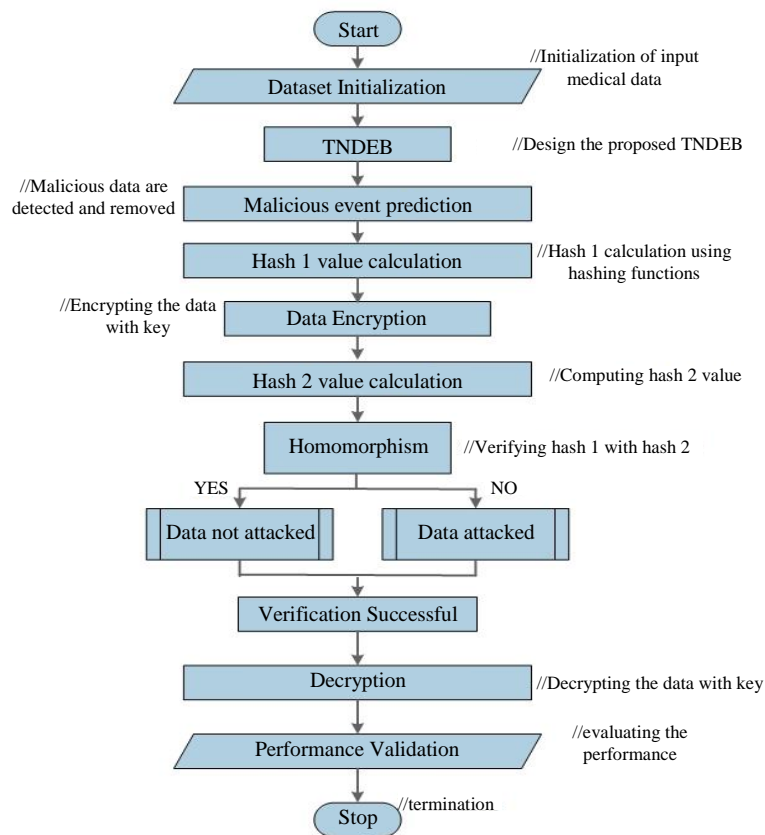 Start
//Initialization of input
medical data
Dataset Initialization
TNDEB
//Design the proposed TNDEB
//Malicious data are
detected and removed
Malicious event prediction
Hash 1 value calculation
//Hash 1 calculation using
hashing functions
//Encrypting the data
with key
Data Encryption
Hash 2 value calculation
//Computing hash 2 value
Homomorphism
//Verifying hash 1 with hash 2
YES
NO
Data not attacked
Data attacked
Verification Successful
Decryption
//Decrypting the data with key
Performance Validation
//evaluating the
performance
Stop
//termination